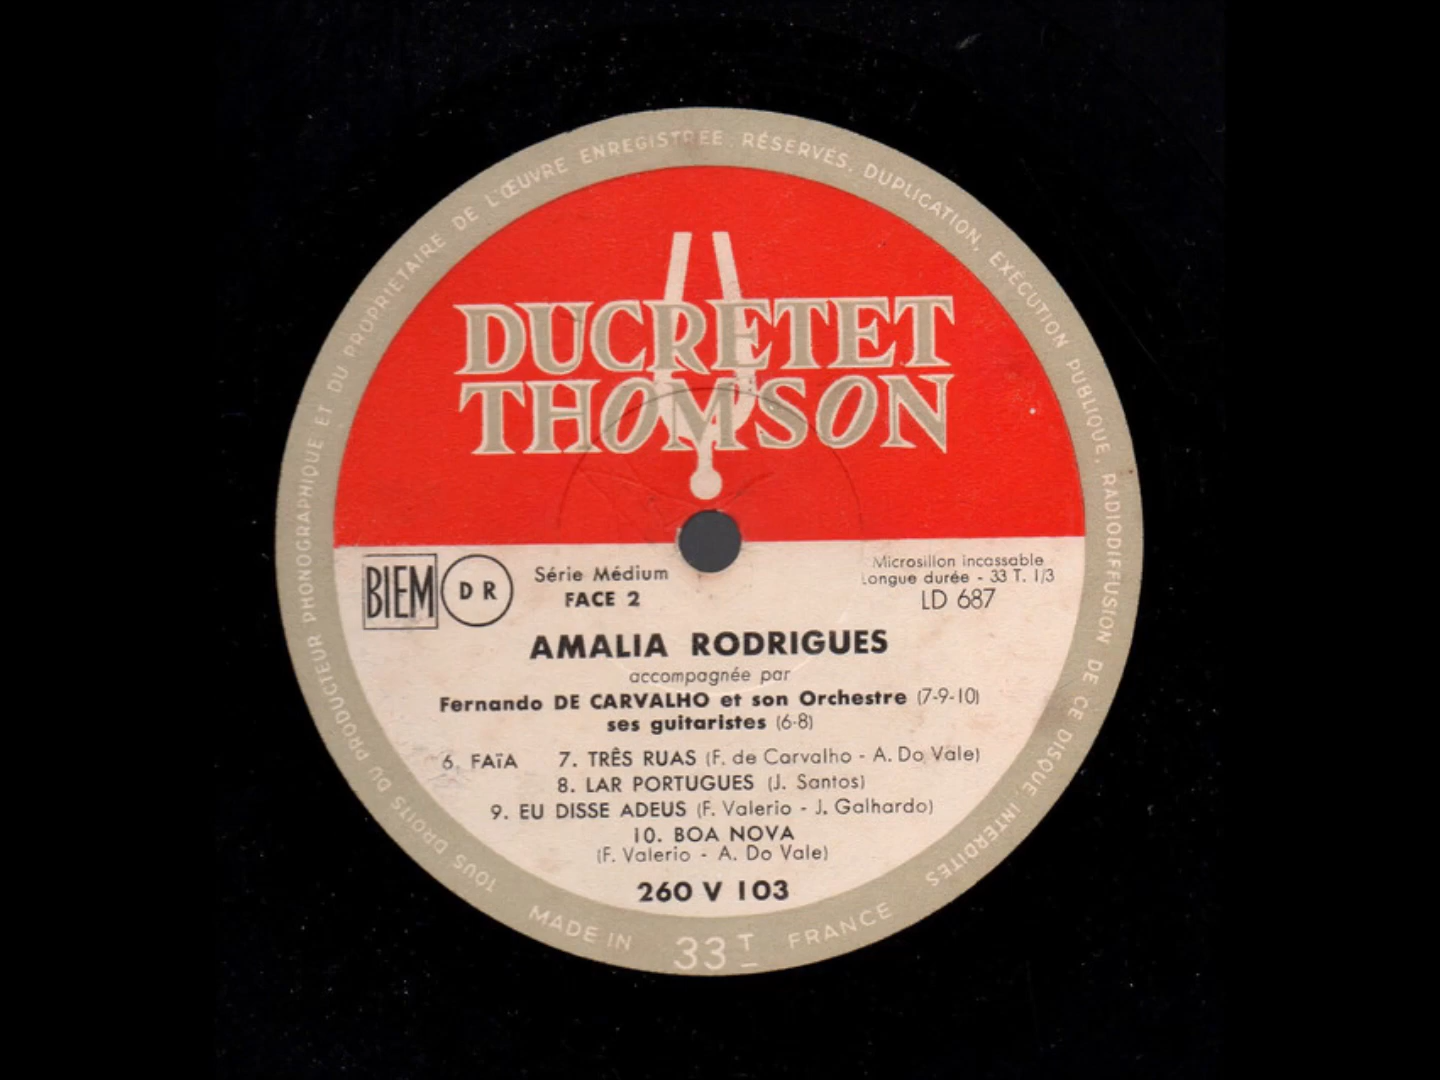 TOUS DROITS DU PRODUCTEUR PHONOGRAPHIQUE ET DU PROPRIETAIRE DE L'ŒUVRE ENREGISTREE RÉSERVÉS. DUPLICATION, EXÉCUTION PUBLIQUE, RADIODIFFUSION DE CE DISQUE INTERDITES
DUCRETET
THOMSON
BIEM
D R
Série Médium
FACE 2
Microsillon incassable
Longue durée - 33 T. 1/3
LD 687
AMALIA RODRIGUES
accompagnée par
Fernando DE CARVALHO et son Orchestre (7-9-10)
ses guitaristes (6-8)
6. FAÏA 7. TRÊS RUAS (F. de Carvalho - A. Do Vale)
8. LAR PORTUGUES (J. Santos)
9. EU DISSE ADEUS (F. Valerio - J. Galhardo)
10. BOA NOVA
(F. Valerio - A. Do Vale)
260 V 103
MADE IN 33 T FRANCE